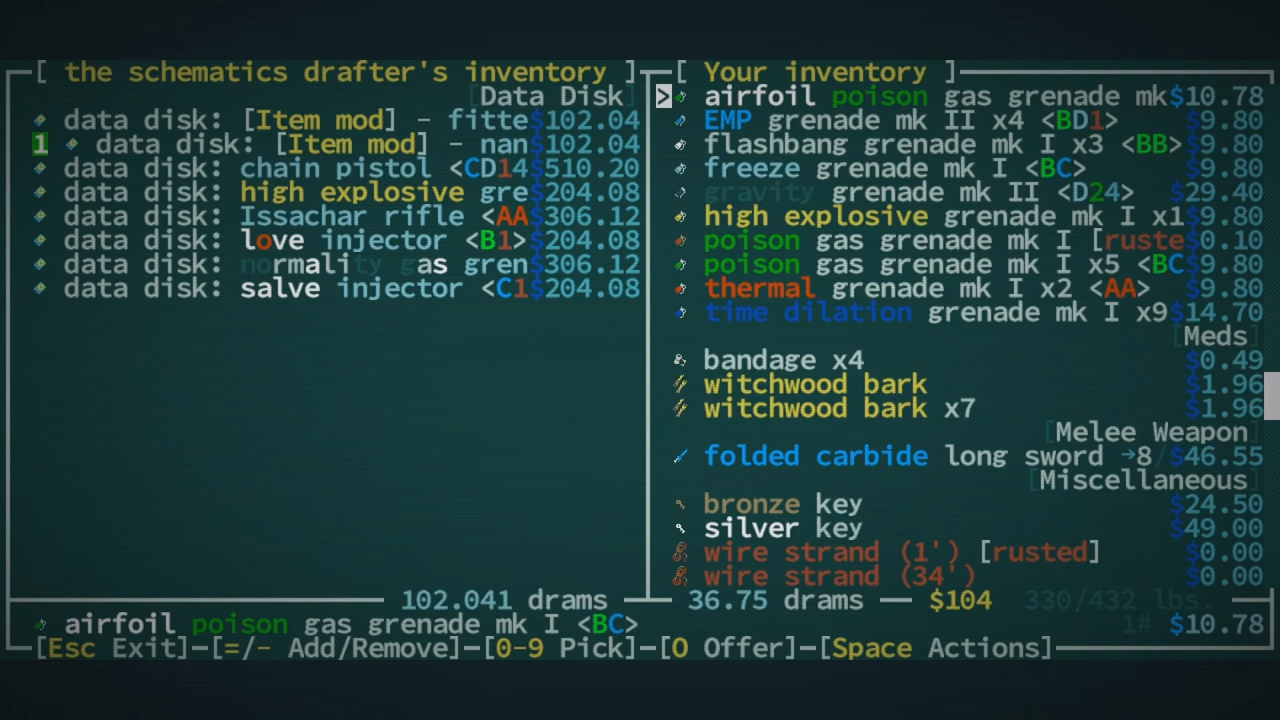 [ the schematics drafter's inventory ]
[Data Disk]
data disk: [Item mod] - fitte$102.04
1 data disk: [Item mod] - nan$102.04
data disk: chain pistol <CD14$510.20
data disk: high explosive gre$204.08
data disk: Issachar rifle <AA$306.12
data disk: love injector <B1>$204.08
data disk: normality gas gren$306.12
data disk: salve injector <C1$204.08
102.041 drams
[ Your inventory ]
> airfoil poison gas grenade mk$10.78
EMP grenade mk II x4 <BD1> $9.80
flashbang grenade mk I x3 <BB> $9.80
freeze grenade mk I <BC> $9.80
gravity grenade mk II <D24> $29.40
high explosive grenade mk I x1$9.80
poison gas grenade mk I [ruste$0.10
poison gas grenade mk I x5 <BC$9.80
thermal grenade mk I x2 <AA> $9.80
time dilation grenade mk I x9$14.70
[Meds]
bandage x4 $0.49
witchwood bark $1.96
witchwood bark x7 $1.96
[Melee Weapon]
folded carbide long sword →8/$46.55
[Miscellaneous]
bronze key $24.50
silver key $49.00
wire strand (1') [rusted] $0.00
wire strand (34') $0.00
36.75 drams — $104 330/432 lbs.
airfoil poison gas grenade mk I <BC> 1# $10.78
[Esc Exit]—[=/- Add/Remove]—[0-9 Pick]—[O Offer]—[Space Actions]